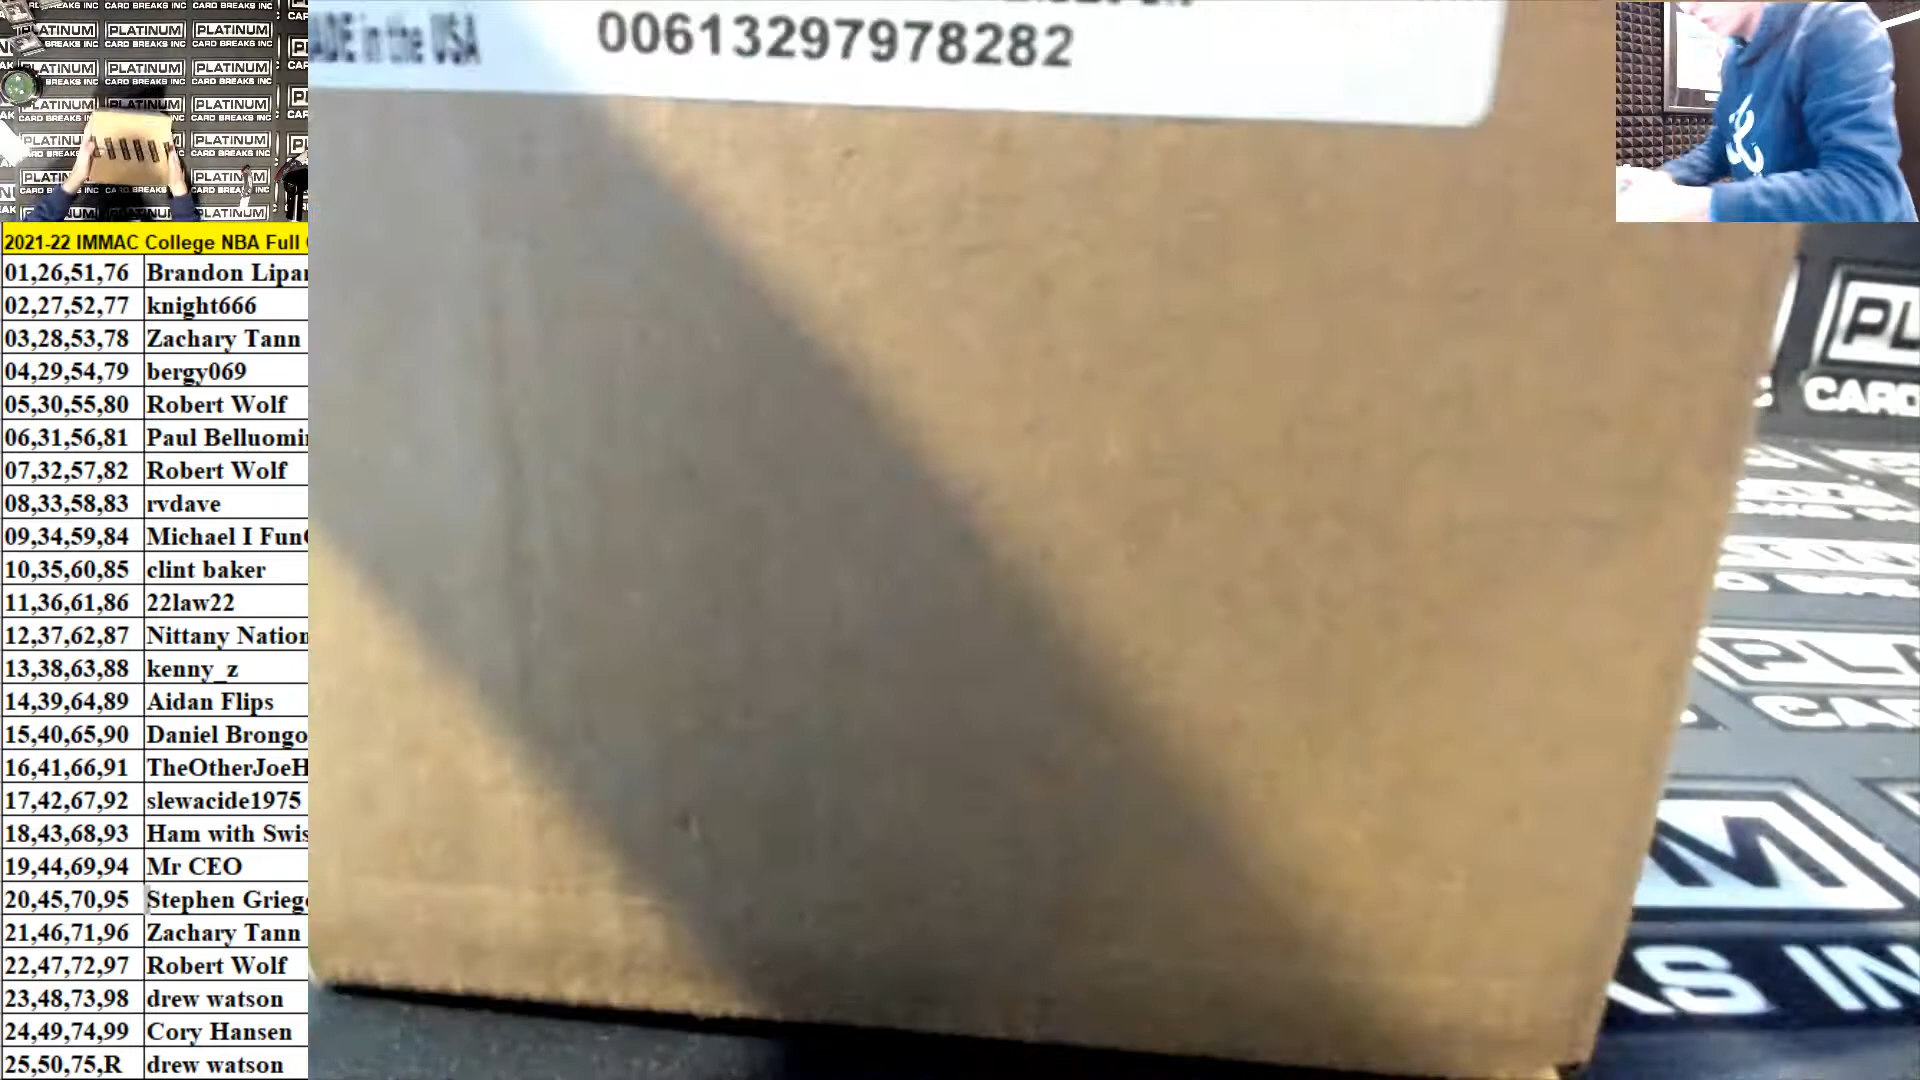 MADE in the USA
00613297978282
PLATINUM
CARD BREAKS INC
2021-22 IMMAC College NBA Full
01,26,51,76 Brandon Lipar
02,27,52,77 knight666
03,28,53,78 Zachary Tann
04,29,54,79 bergy069
05,30,55,80 Robert Wolf
06,31,56,81 Paul Belluomi
07,32,57,82 Robert Wolf
08,33,58,83 rvdave
09,34,59,84 Michael I Fun
10,35,60,85 clint baker
11,36,61,86 22law22
12,37,62,87 Nittany Nation
13,38,63,88 kenny_z
14,39,64,89 Aidan Flips
15,40,65,90 Daniel Brongo
16,41,66,91 TheOtherJoeH
17,42,67,92 slewacide1975
18,43,68,93 Ham with Swis
19,44,69,94 Mr CEO
20,45,70,95 Stephen Grieg
21,46,71,96 Zachary Tann
22,47,72,97 Robert Wolf
23,48,73,98 drew watson
24,49,74,99 Cory Hansen
25,50,75,R drew watson